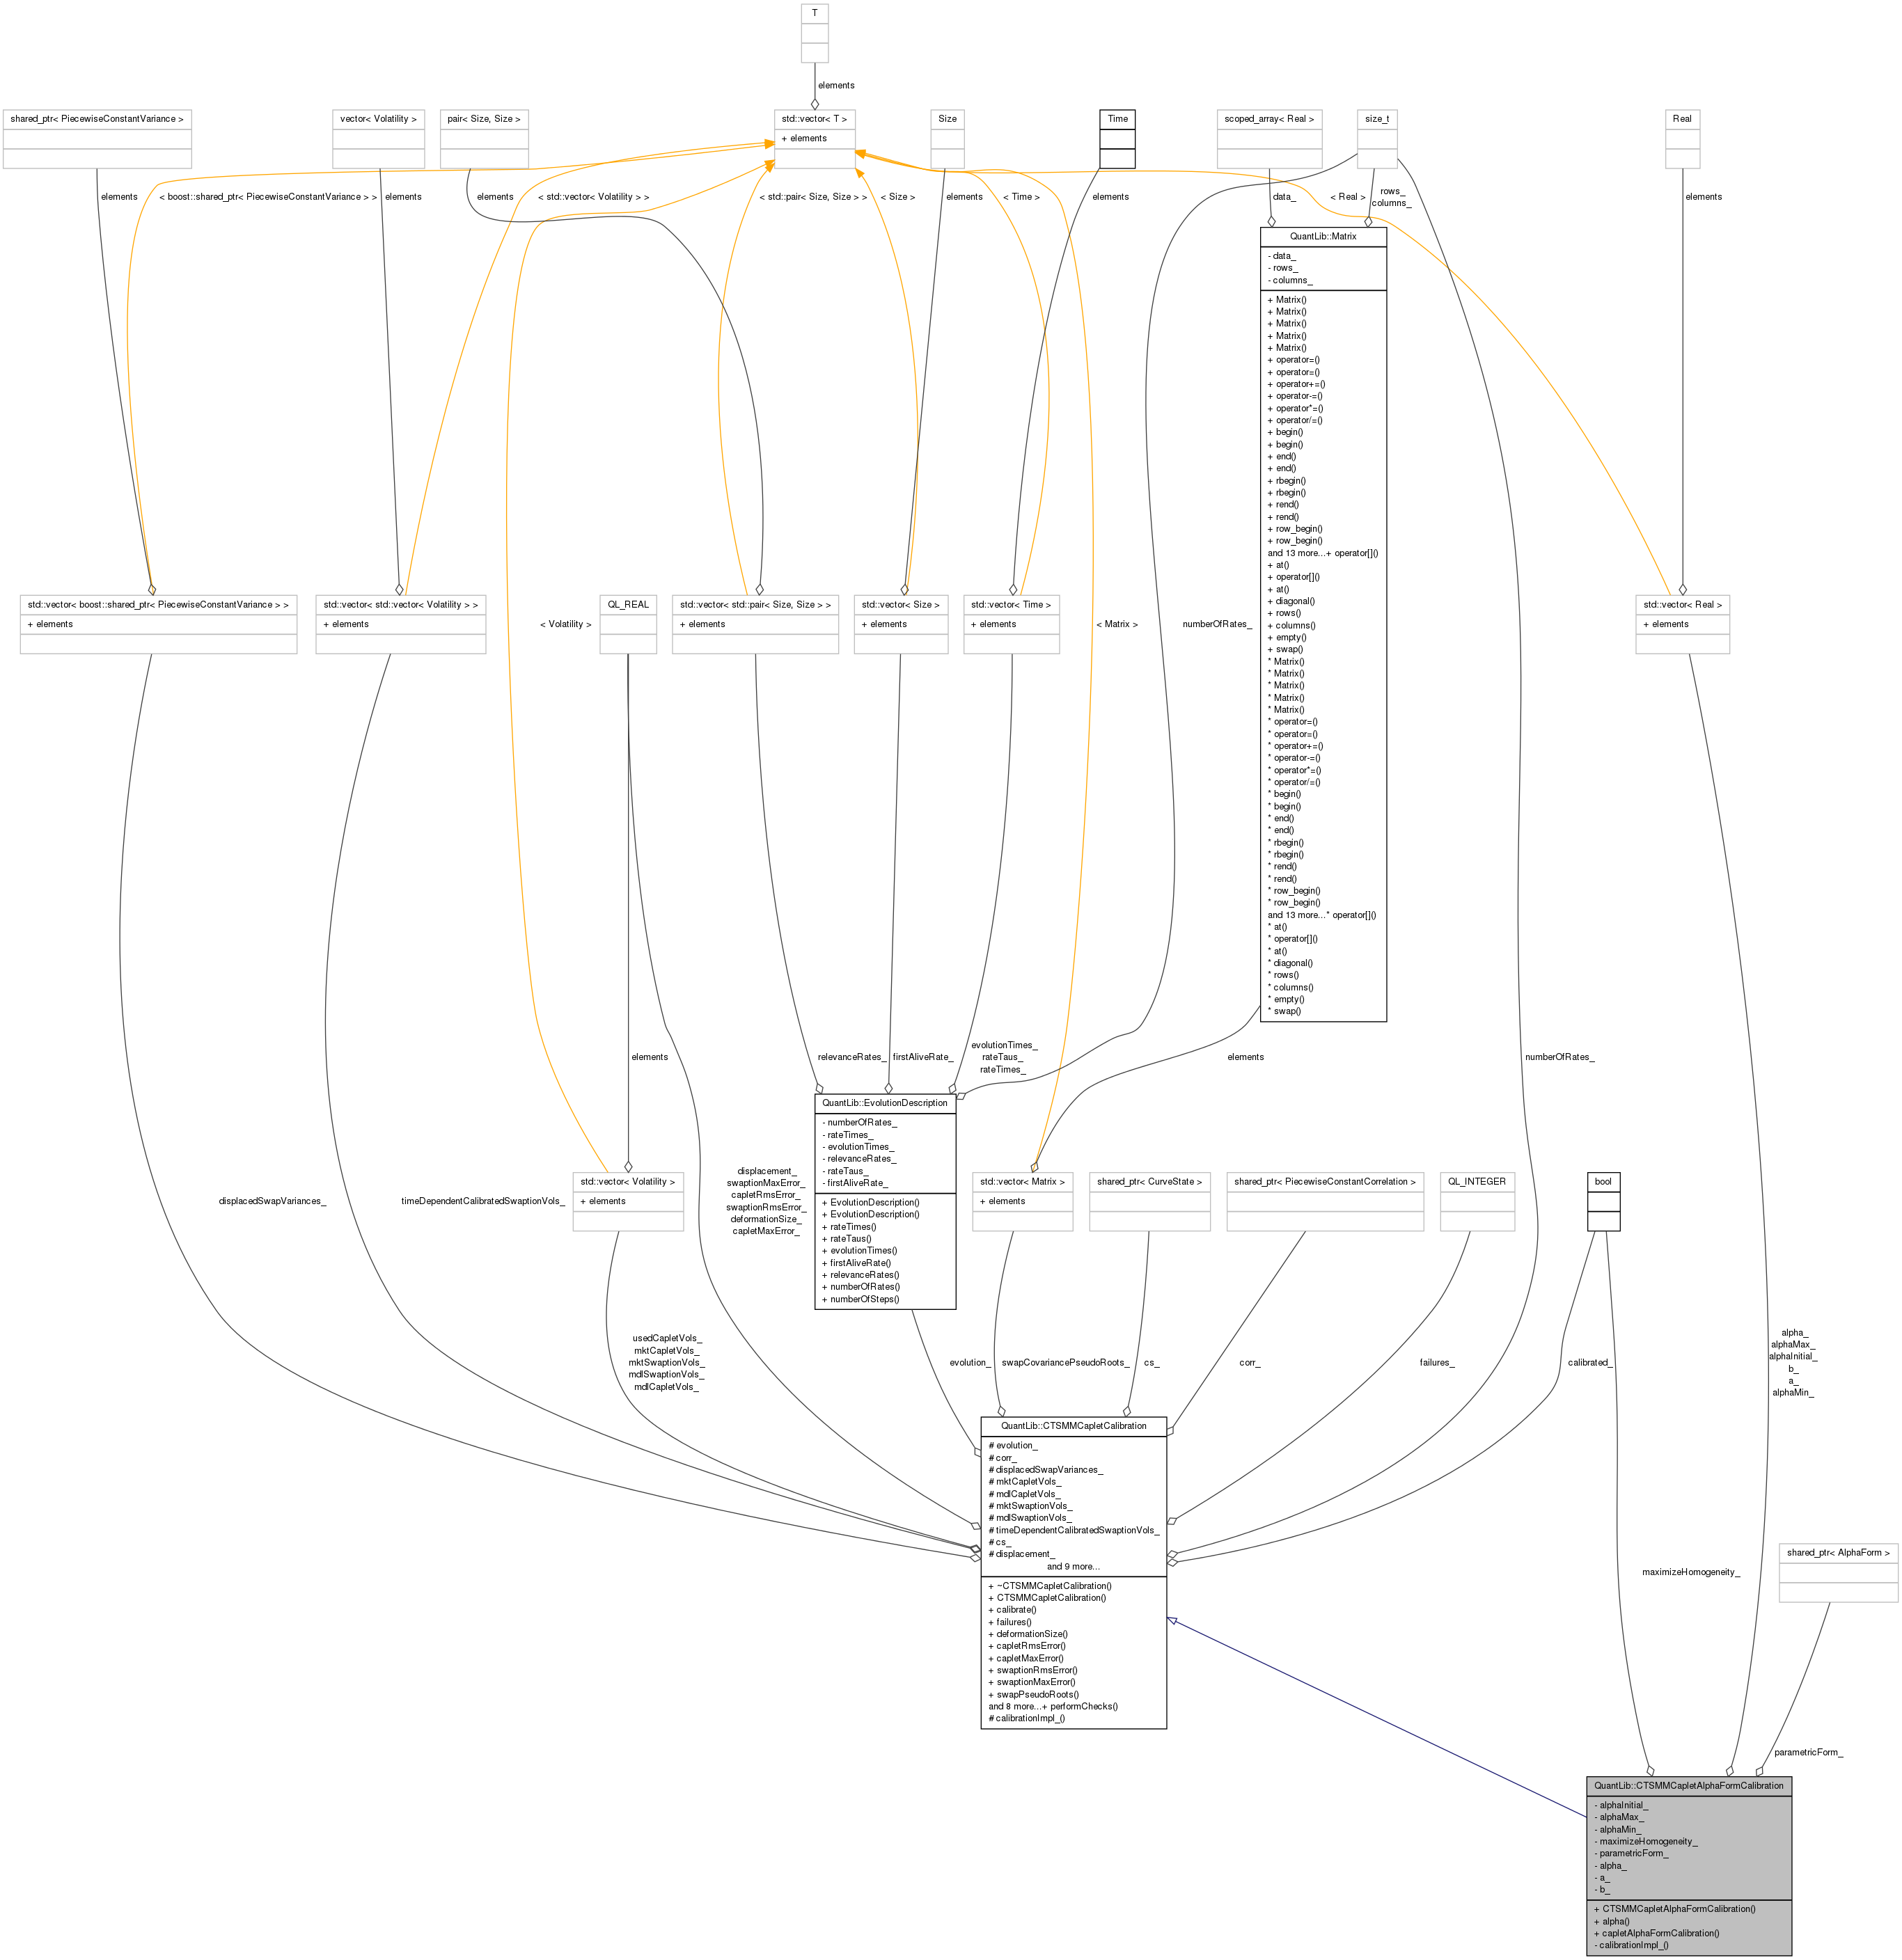 T
elements
shared_ptr< PiecewiseConstantVariance >
vector< Volatility >
pair< Size, Size >
std::vector< T >
+ elements
Size
Time
scoped_array< Real >
size_t
Real
elements
< boost::shared_ptr< PiecewiseConstantVariance > >
elements
elements
< std::vector< Volatility > >
< std::pair< Size, Size > >
< Size >
elements
< Time >
elements
data_
< Real >
rows_
columns_
elements
QuantLib::Matrix
- data_
- rows_
- columns_
+ Matrix()
+ Matrix()
+ Matrix()
+ Matrix()
+ Matrix()
+ operator=()
+ operator=()
+ operator+=()
+ operator-=()
+ operator*=()
+ operator/=()
+ begin()
+ begin()
+ end()
+ end()
+ rbegin()
+ rbegin()
+ rend()
+ rend()
+ row_begin()
+ row_begin()
and 13 more...+ operator[]()
+ at()
+ operator[]()
+ at()
+ diagonal()
+ rows()
+ columns()
+ empty()
+ swap()
* Matrix()
* Matrix()
* Matrix()
* Matrix()
* Matrix()
* operator=()
* operator=()
* operator+=()
* operator-=()
* operator*=()
* operator/=()
* begin()
* begin()
* end()
* end()
* rbegin()
* rbegin()
* rend()
* rend()
* row_begin()
* row_begin()
and 13 more...* operator[]()
* at()
* operator[]()
* at()
* diagonal()
* rows()
* columns()
* empty()
* swap()
std::vector< boost::shared_ptr< PiecewiseConstantVariance > >
+ elements
std::vector< std::vector< Volatility > >
+ elements
< Volatility >
QL_REAL
std::vector< std::pair< Size, Size > >
+ elements
std::vector< Size >
+ elements
std::vector< Time >
+ elements
< Matrix >
numberOfRates_
std::vector< Real >
+ elements
elements
relevanceRates_
firstAliveRate_
evolutionTimes_
rateTaus_
rateTimes_
elements
numberOfRates_
QuantLib::EvolutionDescription
- numberOfRates_
- rateTimes_
- evolutionTimes_
- relevanceRates_
- rateTaus_
- firstAliveRate_
+ EvolutionDescription()
+ EvolutionDescription()
+ rateTimes()
+ rateTaus()
+ evolutionTimes()
+ firstAliveRate()
+ relevanceRates()
+ numberOfRates()
+ numberOfSteps()
displacedSwapVariances_
timeDependentCalibratedSwaptionVols_
std::vector< Volatility >
+ elements
displacement_
swaptionMaxError_
capletRmsError_
swaptionRmsError_
deformationSize_
capletMaxError_
std::vector< Matrix >
+ elements
shared_ptr< CurveState >
shared_ptr< PiecewiseConstantCorrelation >
QL_INTEGER
bool
usedCapletVols_
mktCapletVols_
mktSwaptionVols_
mdlSwaptionVols_
mdlCapletVols_
evolution_
swapCovariancePseudoRoots_
cs_
corr_
failures_
calibrated_
alpha_
alphaMax_
alphaInitial_
b_
a_
alphaMin_
QuantLib::CTSMMCapletCalibration
# evolution_
# corr_
# displacedSwapVariances_
# mktCapletVols_
# mdlCapletVols_
# mktSwaptionVols_
# mdlSwaptionVols_
# timeDependentCalibratedSwaptionVols_
# cs_
# displacement_
and 9 more...
+ ~CTSMMCapletCalibration()
+ CTSMMCapletCalibration()
+ calibrate()
+ failures()
+ deformationSize()
+ capletRmsError()
+ capletMaxError()
+ swaptionRmsError()
+ swaptionMaxError()
+ swapPseudoRoots()
and 8 more...+ performChecks()
# calibrationImpl_()
maximizeHomogeneity_
shared_ptr< AlphaForm >
parametricForm_
QuantLib::CTSMMCapletAlphaFormCalibration
- alphaInitial_
- alphaMax_
- alphaMin_
- maximizeHomogeneity_
- parametricForm_
- alpha_
- a_
- b_
+ CTSMMCapletAlphaFormCalibration()
+ alpha()
+ capletAlphaFormCalibration()
- calibrationImpl_()